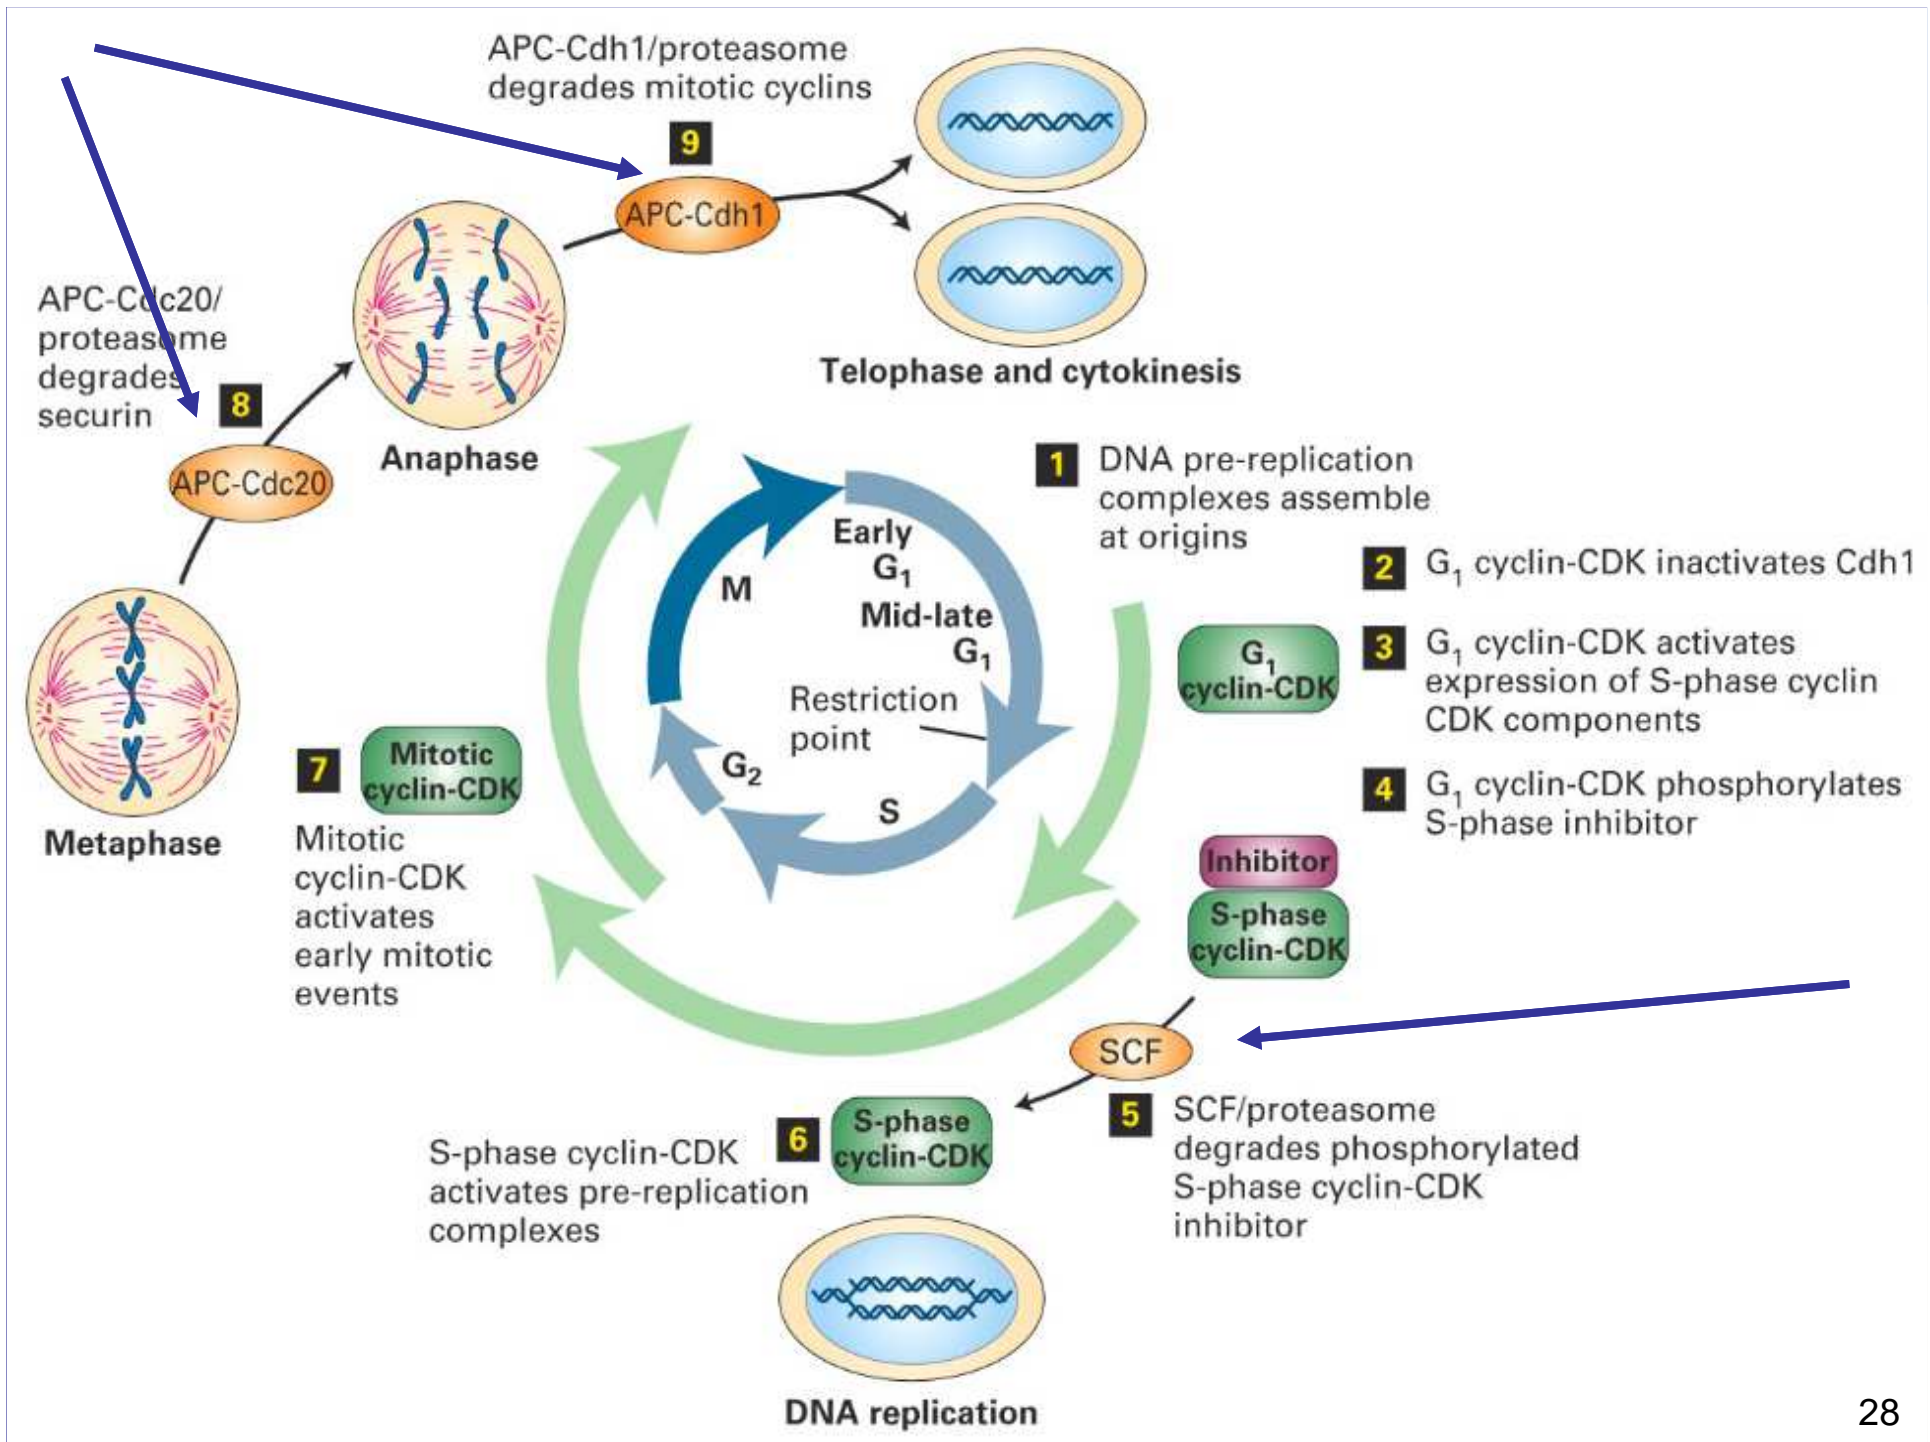 APC-Cdh1/proteasome
degrades mitotic cyclins
9
APC-Cdh1
Telophase and cytokinesis
APC-Cdc20/
proteasome
degrades
securin
8
APC-Cdc20
Anaphase
Metaphase
1
DNA pre-replication
complexes assemble
at origins
2
G1 cyclin-CDK inactivates Cdh1
G1
cyclin-CDK
3
G1 cyclin-CDK activates
expression of S-phase cyclin
CDK components
4
G1 cyclin-CDK phosphorylates
S-phase inhibitor
Early
G1
Mid-late
G1
M
Restriction
point
G2
S
7
Mitotic
cyclin-CDK
Mitotic
cyclin-CDK
activates
early mitotic
events
Inhibitor
S-phase
cyclin-CDK
SCF
5
SCF/proteasome
degrades phosphorylated
S-phase cyclin-CDK
inhibitor
6
S-phase
cyclin-CDK
S-phase cyclin-CDK
activates pre-replication
complexes
DNA replication
28